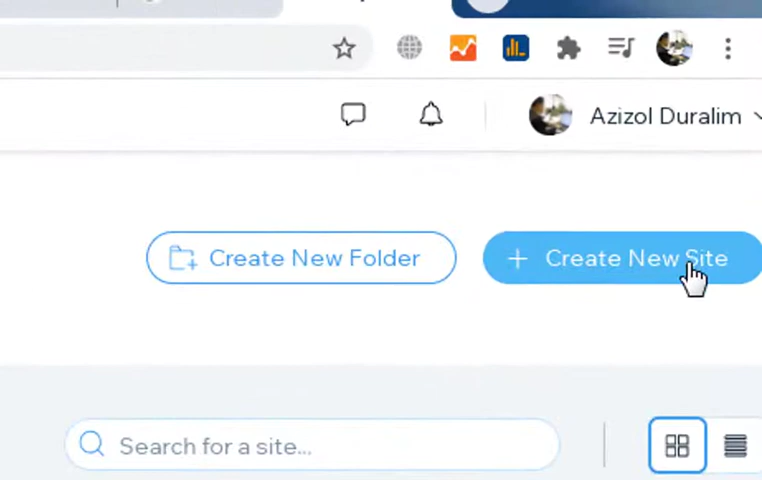 Azizol Duralim
Create New Folder
Create New Site
Search for a site...